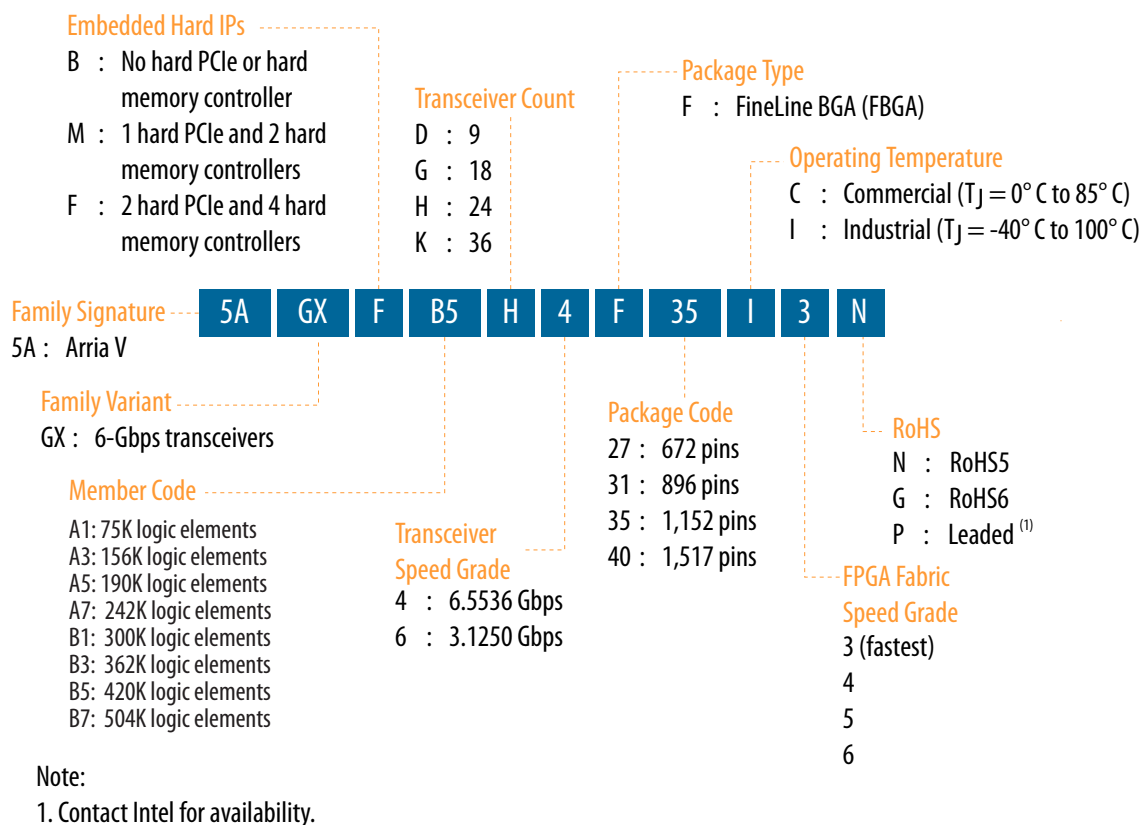 Embedded Hard IPs
B : No hard PCIe or hard
memory controller
M : 1 hard PCIe and 2 hard
memory controllers
F : 2 hard PCIe and 4 hard
memory controllers
Transceiver Count
D : 9
G : 18
H : 24
K : 36
Package Type
F : FineLine BGA (FBGA)
Operating Temperature
C : Commercial (TJ = 0° C to 85° C)
I : Industrial (TJ = -40° C to 100° C)
Family Signature
5A GX F B5 H 4 F 35 I 3 N
5A : Arria V
Family Variant
GX : 6-Gbps transceivers
Member Code
A1: 75K logic elements
A3: 156K logic elements
A5: 190K logic elements
A7: 242K logic elements
B1: 300K logic elements
B3: 362K logic elements
B5: 420K logic elements
B7: 504K logic elements
Transceiver
Speed Grade
4 : 6.5536 Gbps
6 : 3.1250 Gbps
Package Code
27 : 672 pins
31 : 896 pins
35 : 1,152 pins
40 : 1,517 pins
RoHS
N : RoHS5
G : RoHS6
P : Leaded (1)
FPGA Fabric
Speed Grade
3 (fastest)
4
5
6
Note:
1. Contact Intel for availability.